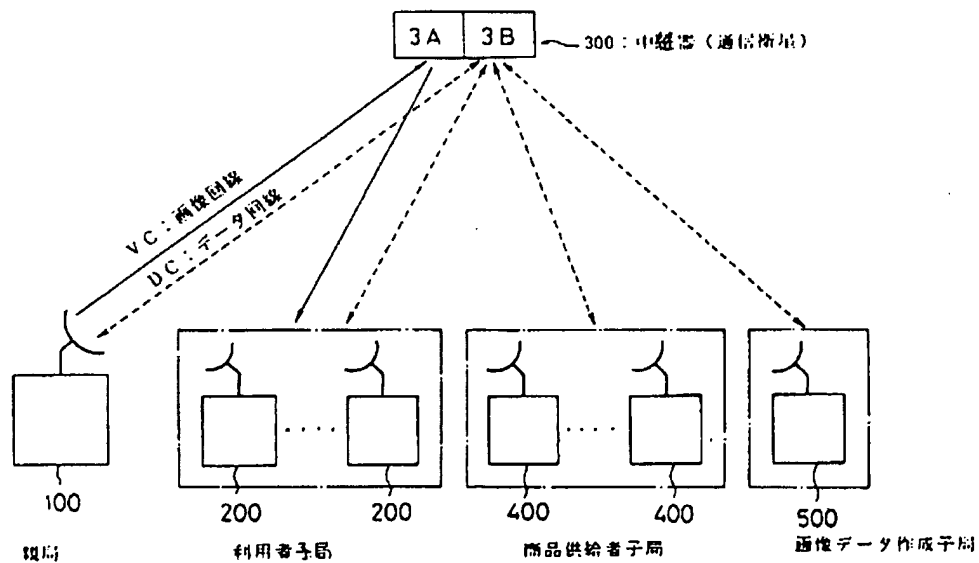 3A 3B
300：中継器（通信衛星）
VC：画像回線
DC：データ回線
100
200
200
400
400
500
親局
利用者子局
商品供給者子局
画像データ作成子局